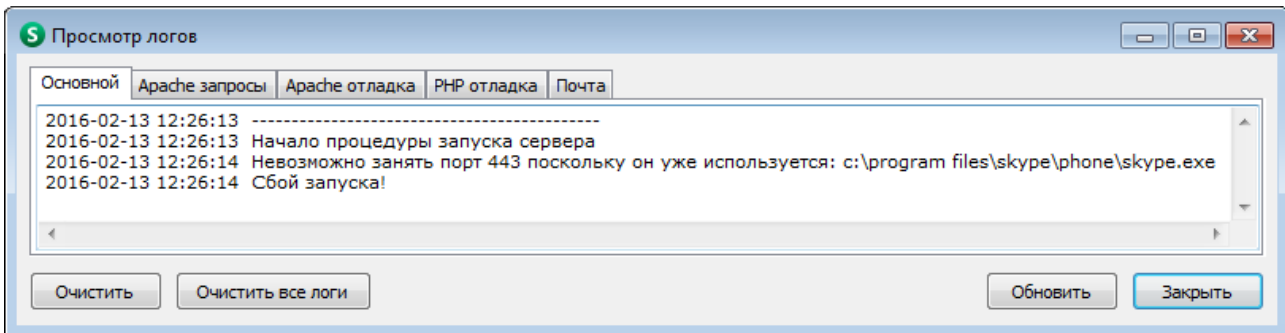 S Просмотр логов
Основной Apache запросы Apache отладка PHP отладка Почта
2016-02-13 12:26:13 -------------------------------------------
2016-02-13 12:26:13 Начало процедуры запуска сервера
2016-02-13 12:26:14 Невозможно занять порт 443 поскольку он уже используется: c:\program files\skype\phone\skype.exe
2016-02-13 12:26:14 Сбой запуска!
Очистить Очистить все логи Обновить Закрыть